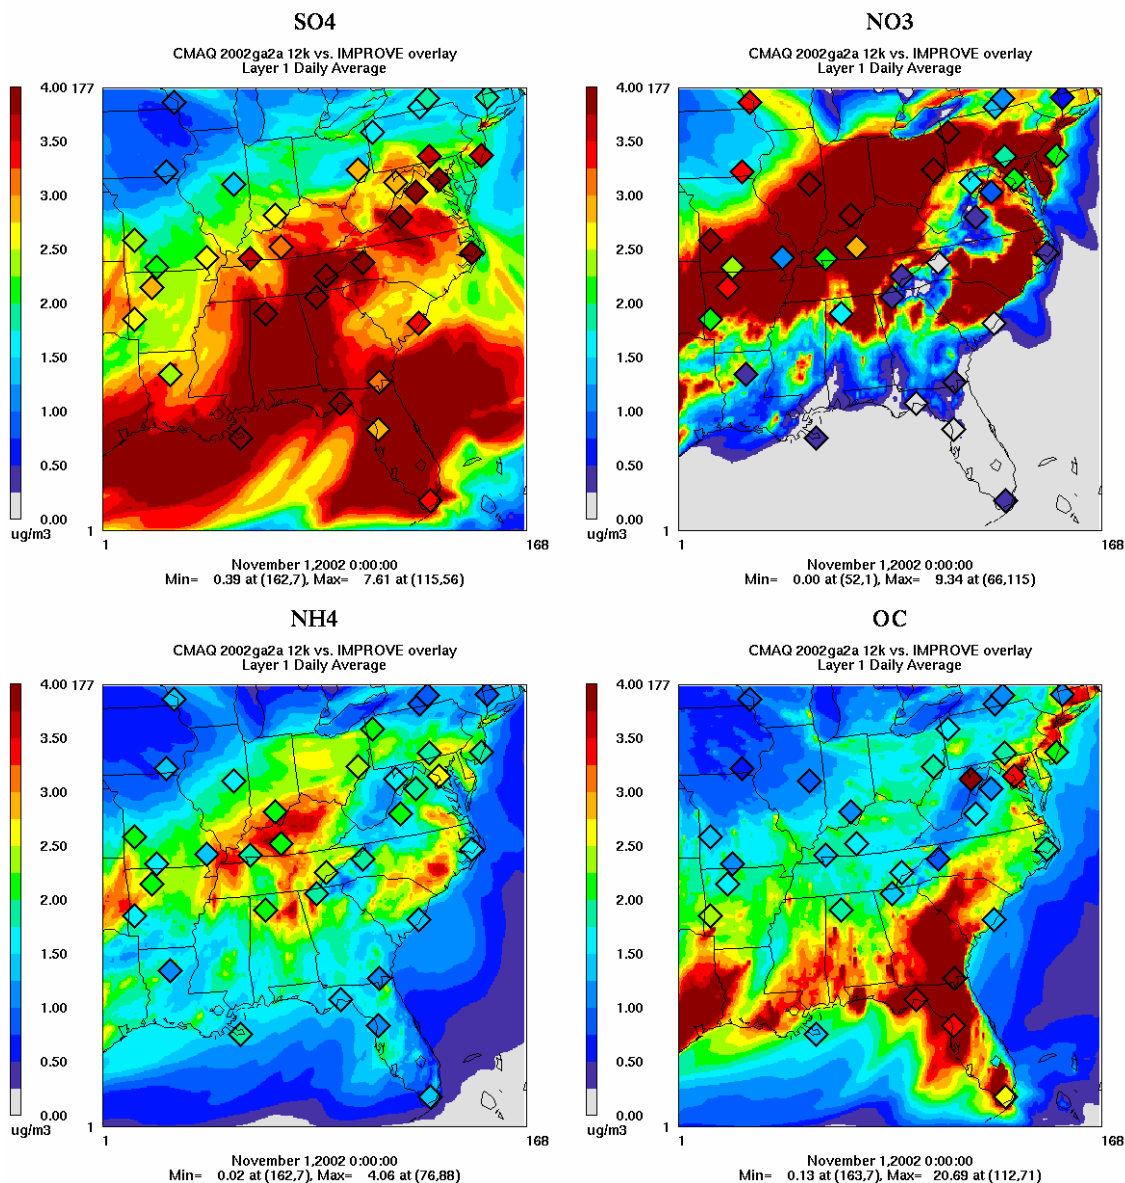 SO4
CMAQ 2002ga2a 12k vs. IMPROVE overlay
Layer 1 Daily Average
4.00 177
3.50
3.00
2.50
2.00
1.50
1.00
0.50
0.00
ug/m3
1
1
168
November 1,2002 0:00:00
Min= 0.39 at (162,7), Max= 7.61 at (115,56)
NO3
CMAQ 2002ga2a 12k vs. IMPROVE overlay
Layer 1 Daily Average
4.00 177
3.50
3.00
2.50
2.00
1.50
1.00
0.50
0.00
ug/m3
1
1
168
November 1,2002 0:00:00
Min= 0.00 at (52,1), Max= 9.34 at (66,115)
NH4
CMAQ 2002ga2a 12k vs. IMPROVE overlay
Layer 1 Daily Average
4.00 177
3.50
3.00
2.50
2.00
1.50
1.00
0.50
0.00
ug/m3
1
1
168
November 1,2002 0:00:00
Min= 0.02 at (162,7), Max= 4.06 at (76,88)
OC
CMAQ 2002ga2a 12k vs. IMPROVE overlay
Layer 1 Daily Average
4.00 177
3.50
3.00
2.50
2.00
1.50
1.00
0.50
0.00
ug/m3
1
1
168
November 1,2002 0:00:00
Min= 0.13 at (163,7), Max= 20.69 at (112,71)